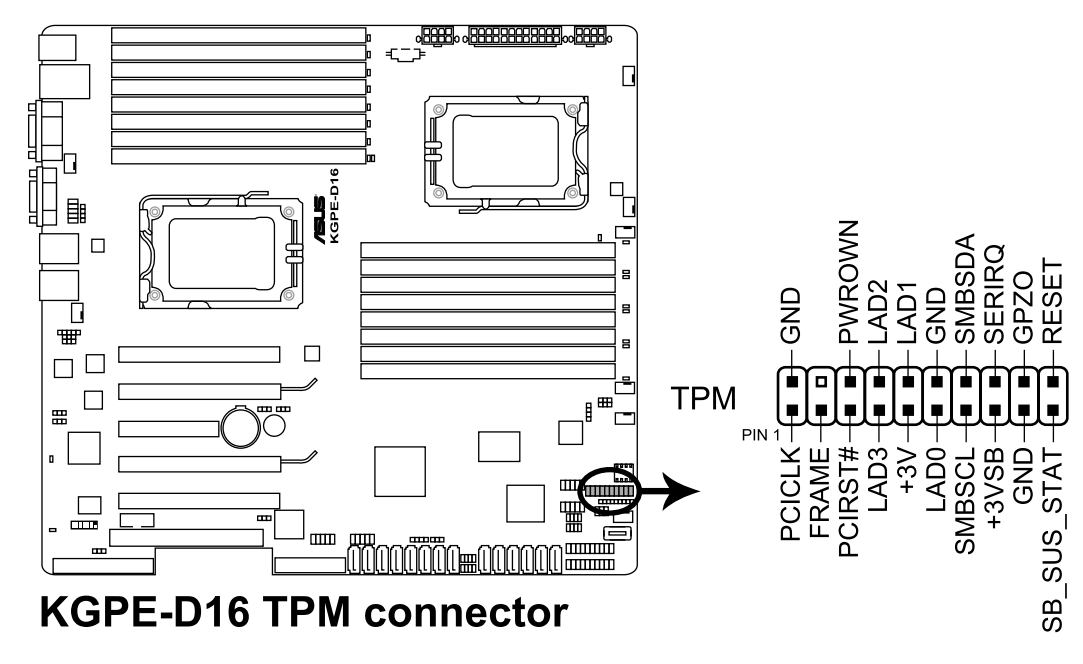 ASUS
KGPE-D16
TPM
PIN 1
GND
PWROWN
LAD2
LAD1
GND
SMBSDA
SERIRQ
GPZO
RESET
PCICLK
FRAME
PCIRST#
LAD3
+3V
LAD0
SMBSCL
+3VSB
GND
SB_SUS_STAT
KGPE-D16 TPM connector